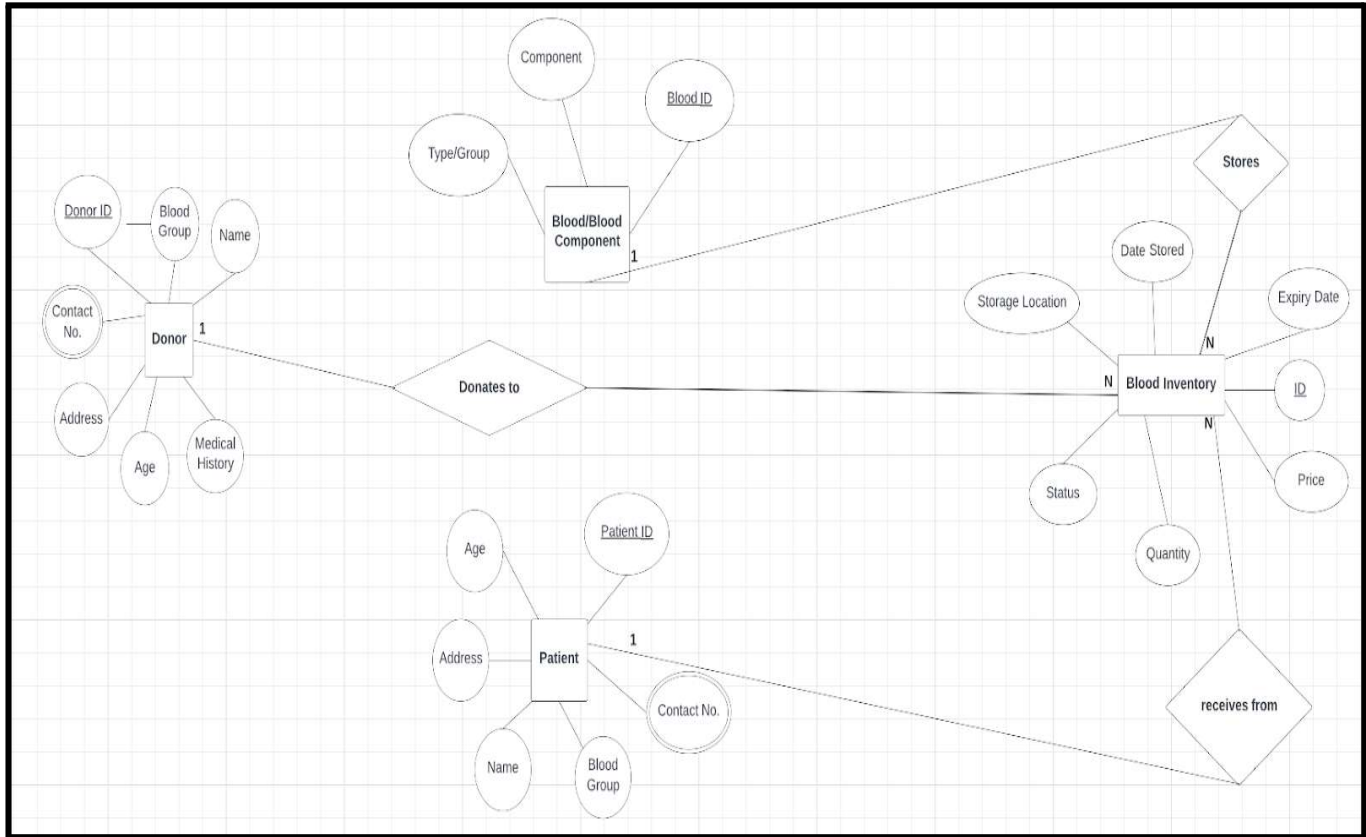 Component
Blood ID
Type/Group
Blood/Blood
Component
1
Stores
Donor ID
Blood
Group
Name
Contact
No.
Donor
1
Address
Age
Medical
History
Donates to
Date Stored
Storage Location
Expiry Date
N
N
Blood Inventory
ID
N
Status
Price
Quantity
Age
Patient ID
Address
Patient
1
Contact No.
Name
Blood
Group
receives from